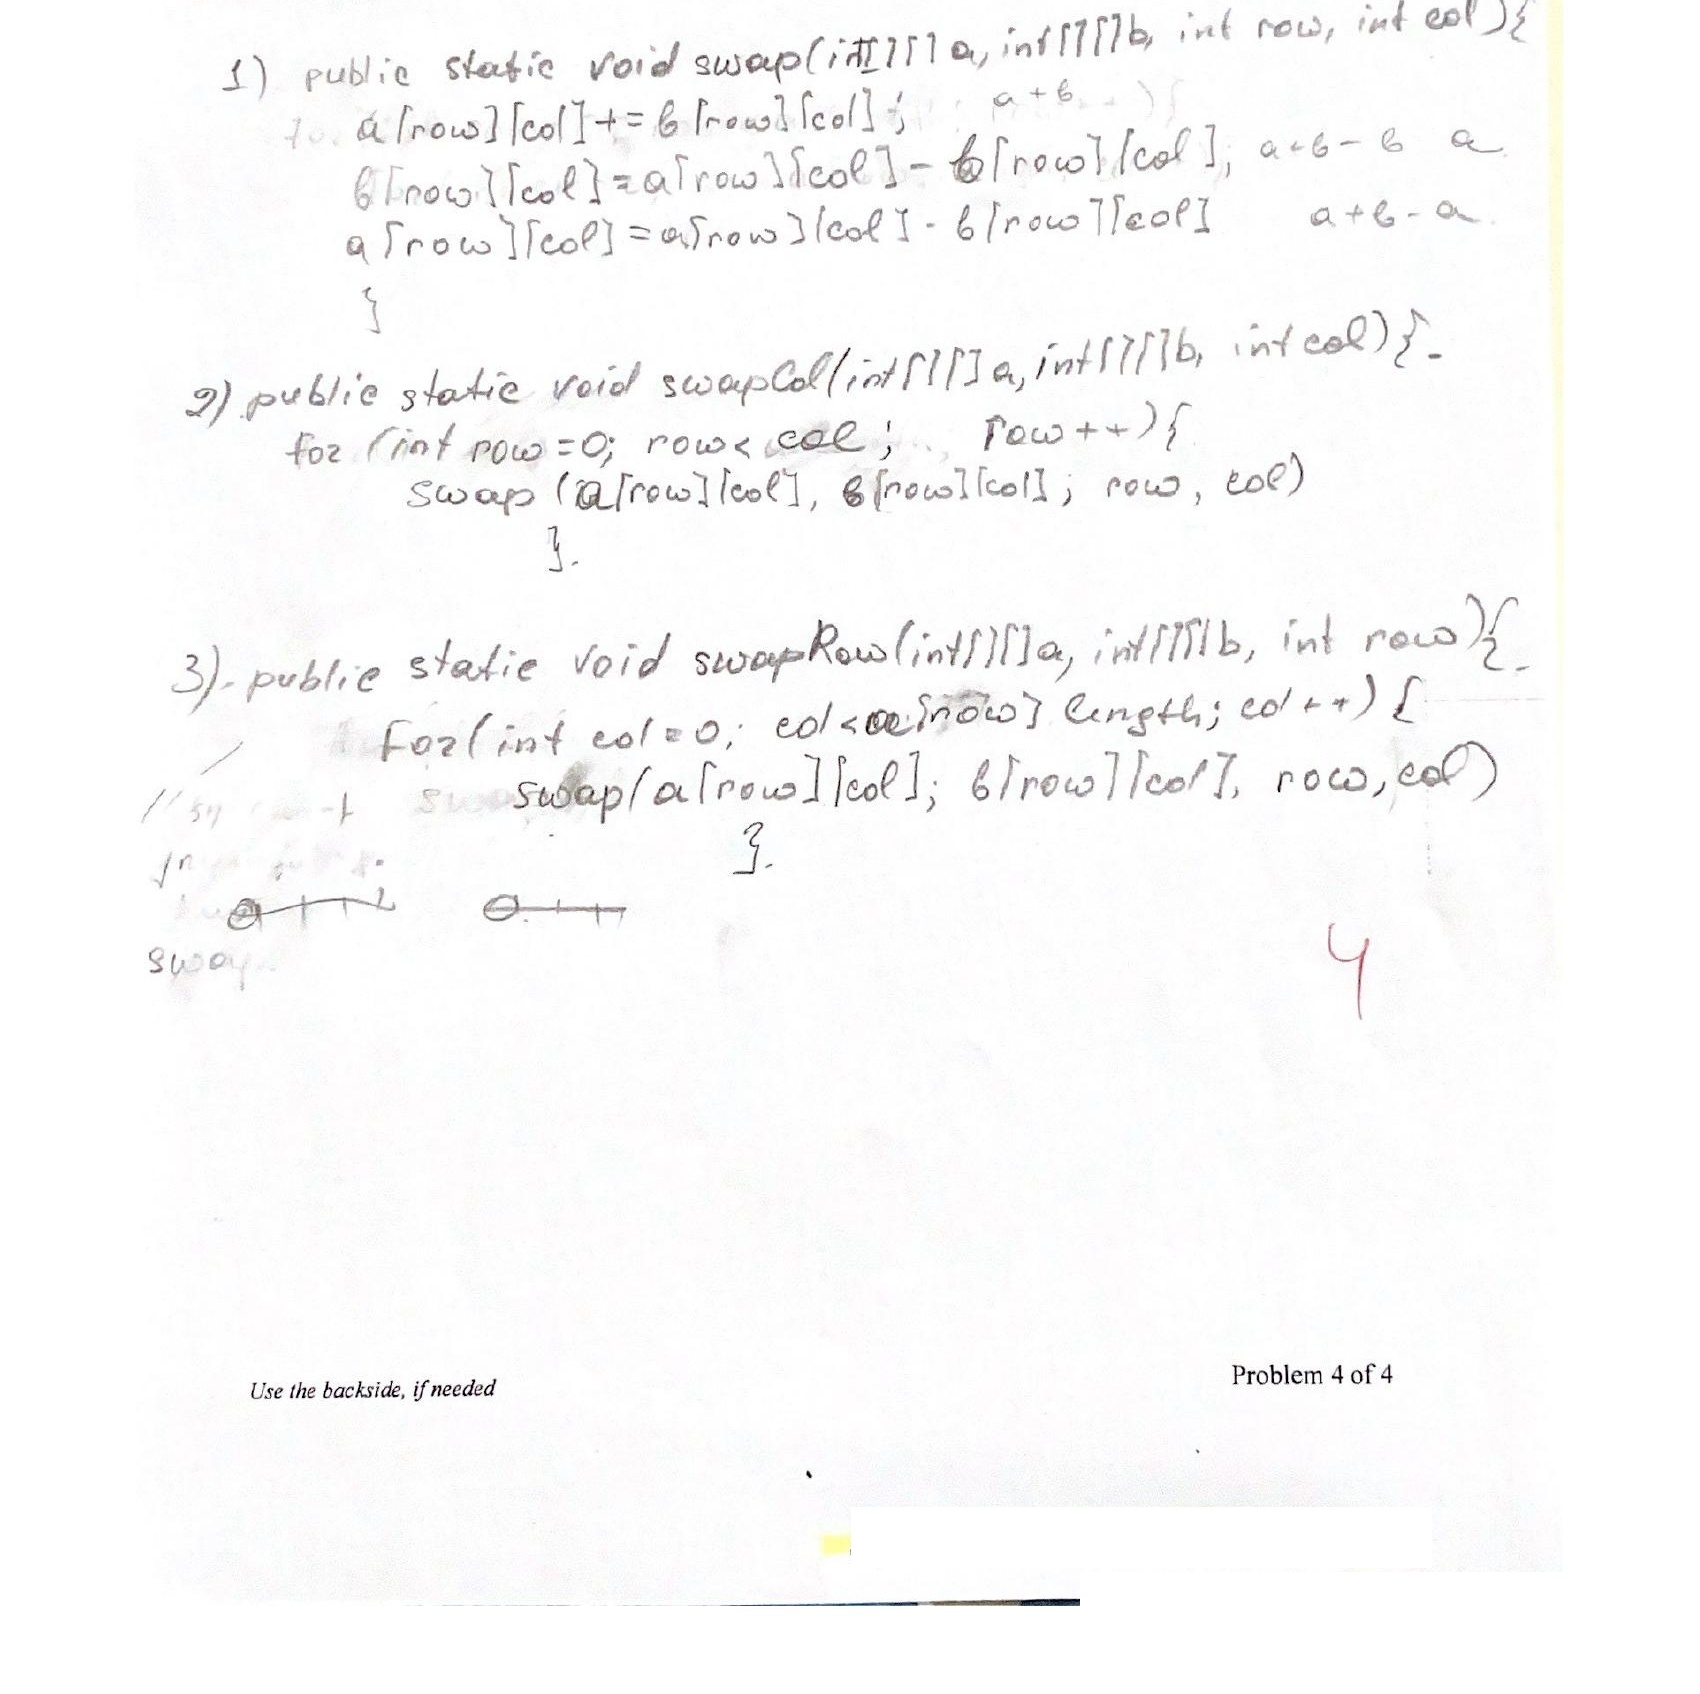 1) public static void swap(int[][] a, int[][] b, int row, int col){
a[row][col] += b[row][col]; a + b
b[row][col] = a[row][col] - b[row][col]; a+b-b a
a[row][col] = a[row][col] - b[row][col] a+b-a
}
2) public static void swapCol(int[][] a, int[][] b, int col){
for (int row=0; row< col; row++){
swap (a[row][col], b[row][col]; row, col)
}
3) public static void swapRow(int[][] a, int[][] b, int row){
for(int col=0; col<a[row] length; col++) {
swap(a[row][col]; b[row][col], row, col)
}
4
Use the backside, if needed
Problem 4 of 4